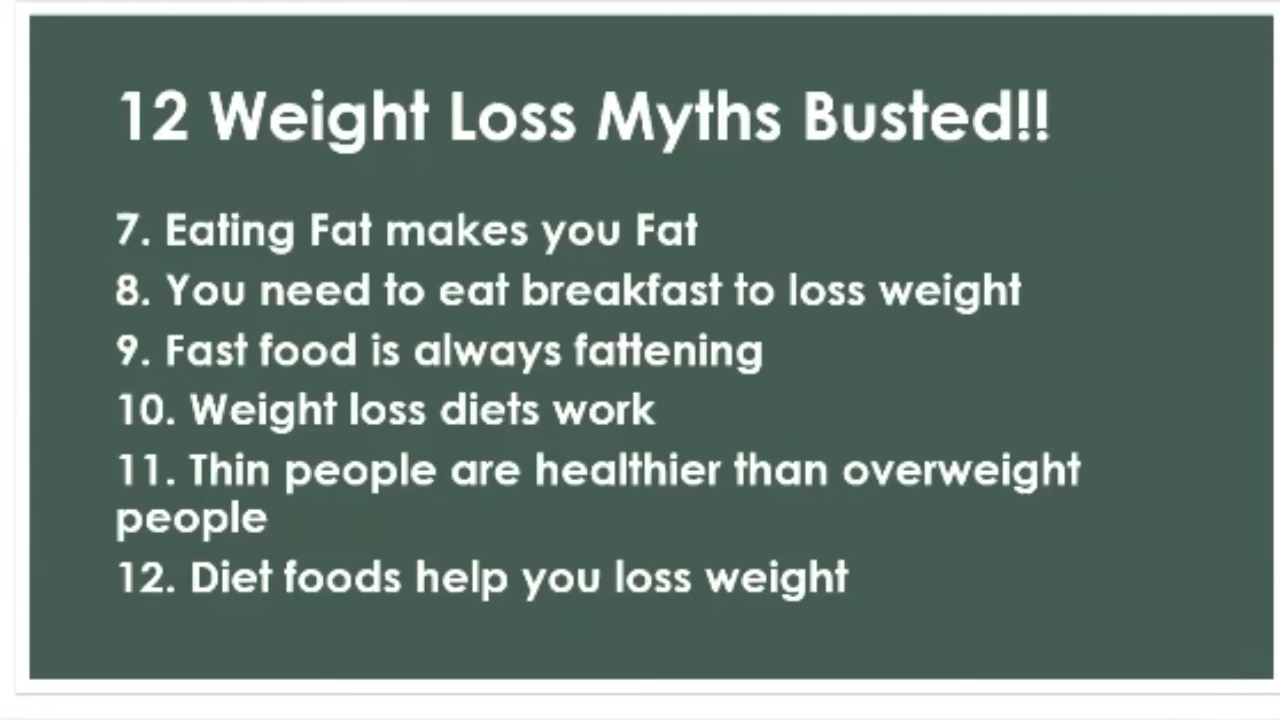 12 Weight Loss Myths Busted!!
7. Eating Fat makes you Fat
8. You need to eat breakfast to loss weight
9. Fast food is always fattening
10. Weight loss diets work
11. Thin people are healthier than overweight
people
12. Diet foods help you loss weight